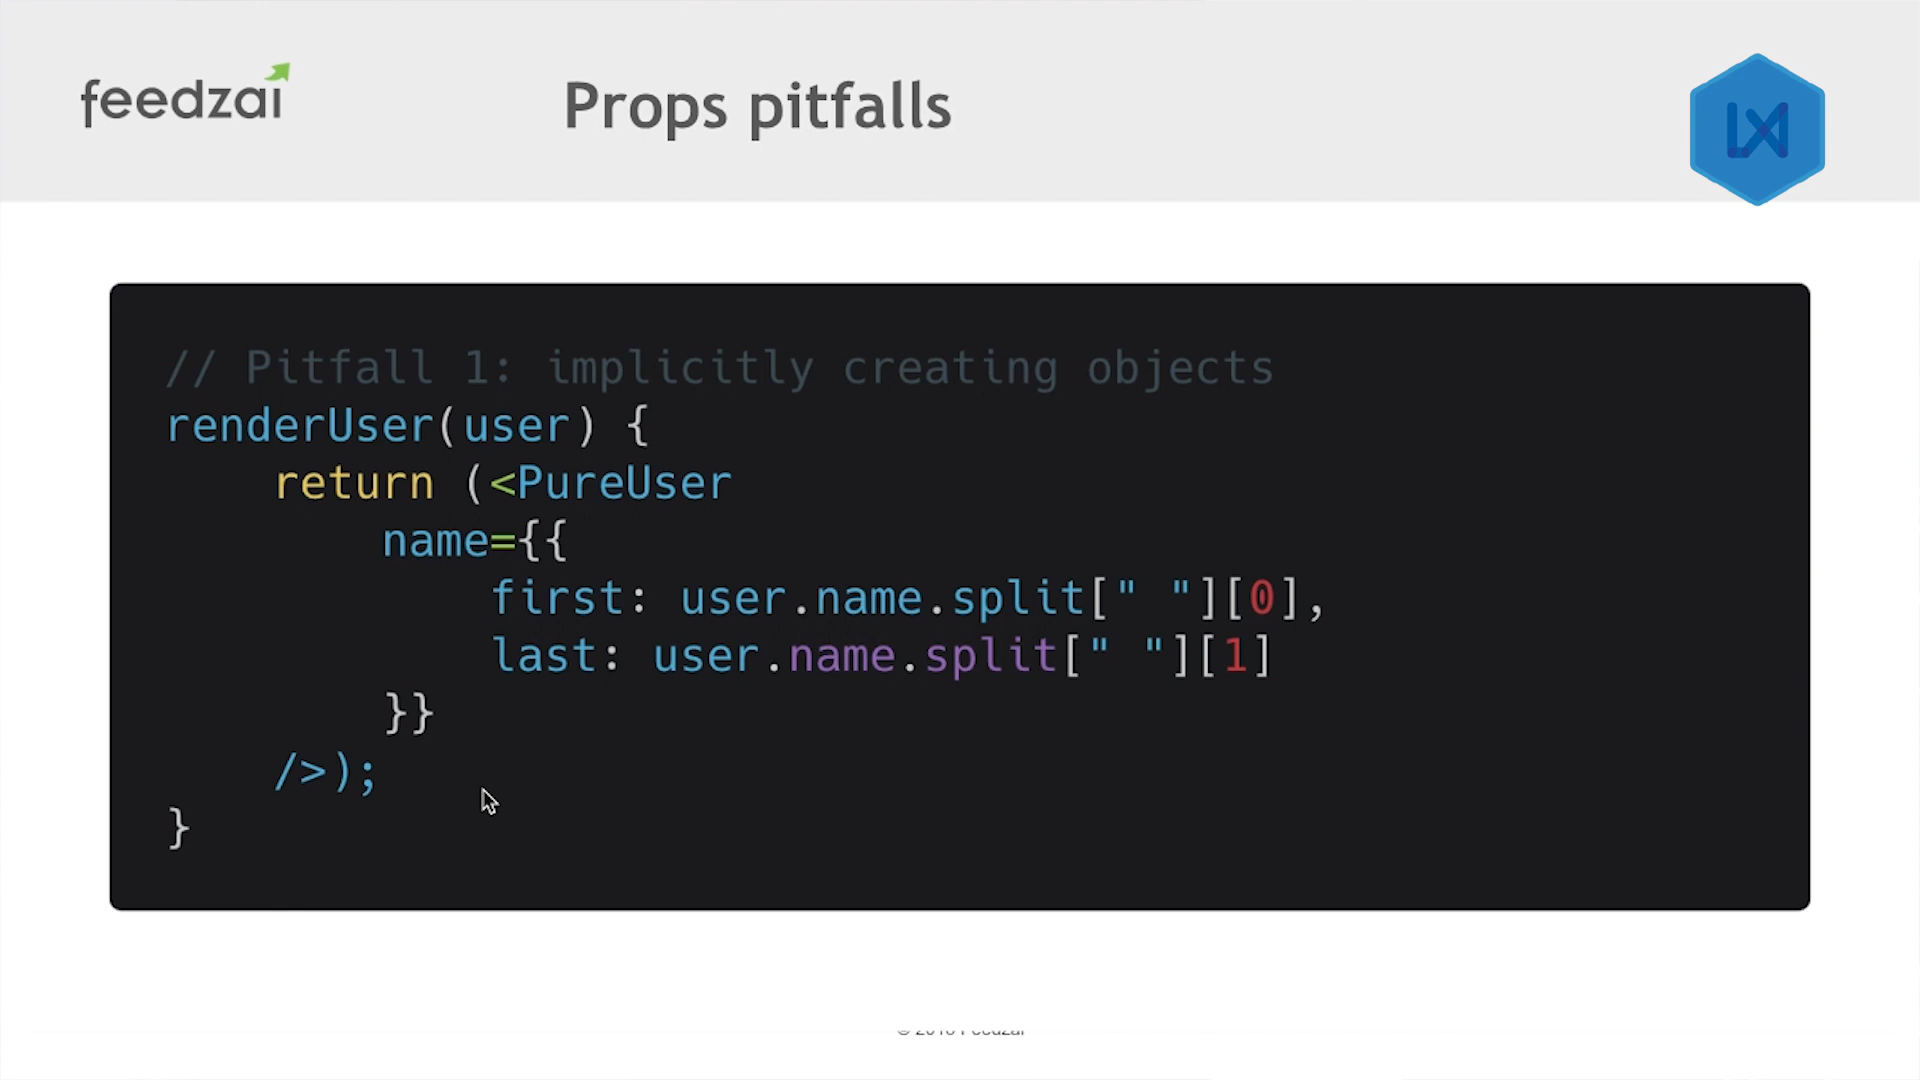 feedzai
Props pitfalls
LX
// Pitfall 1: implicitly creating objects
renderUser(user) {
return (<PureUser
name={{
first: user.name.split[" "][0],
last: user.name.split[" "][1]
}}
/>);
}